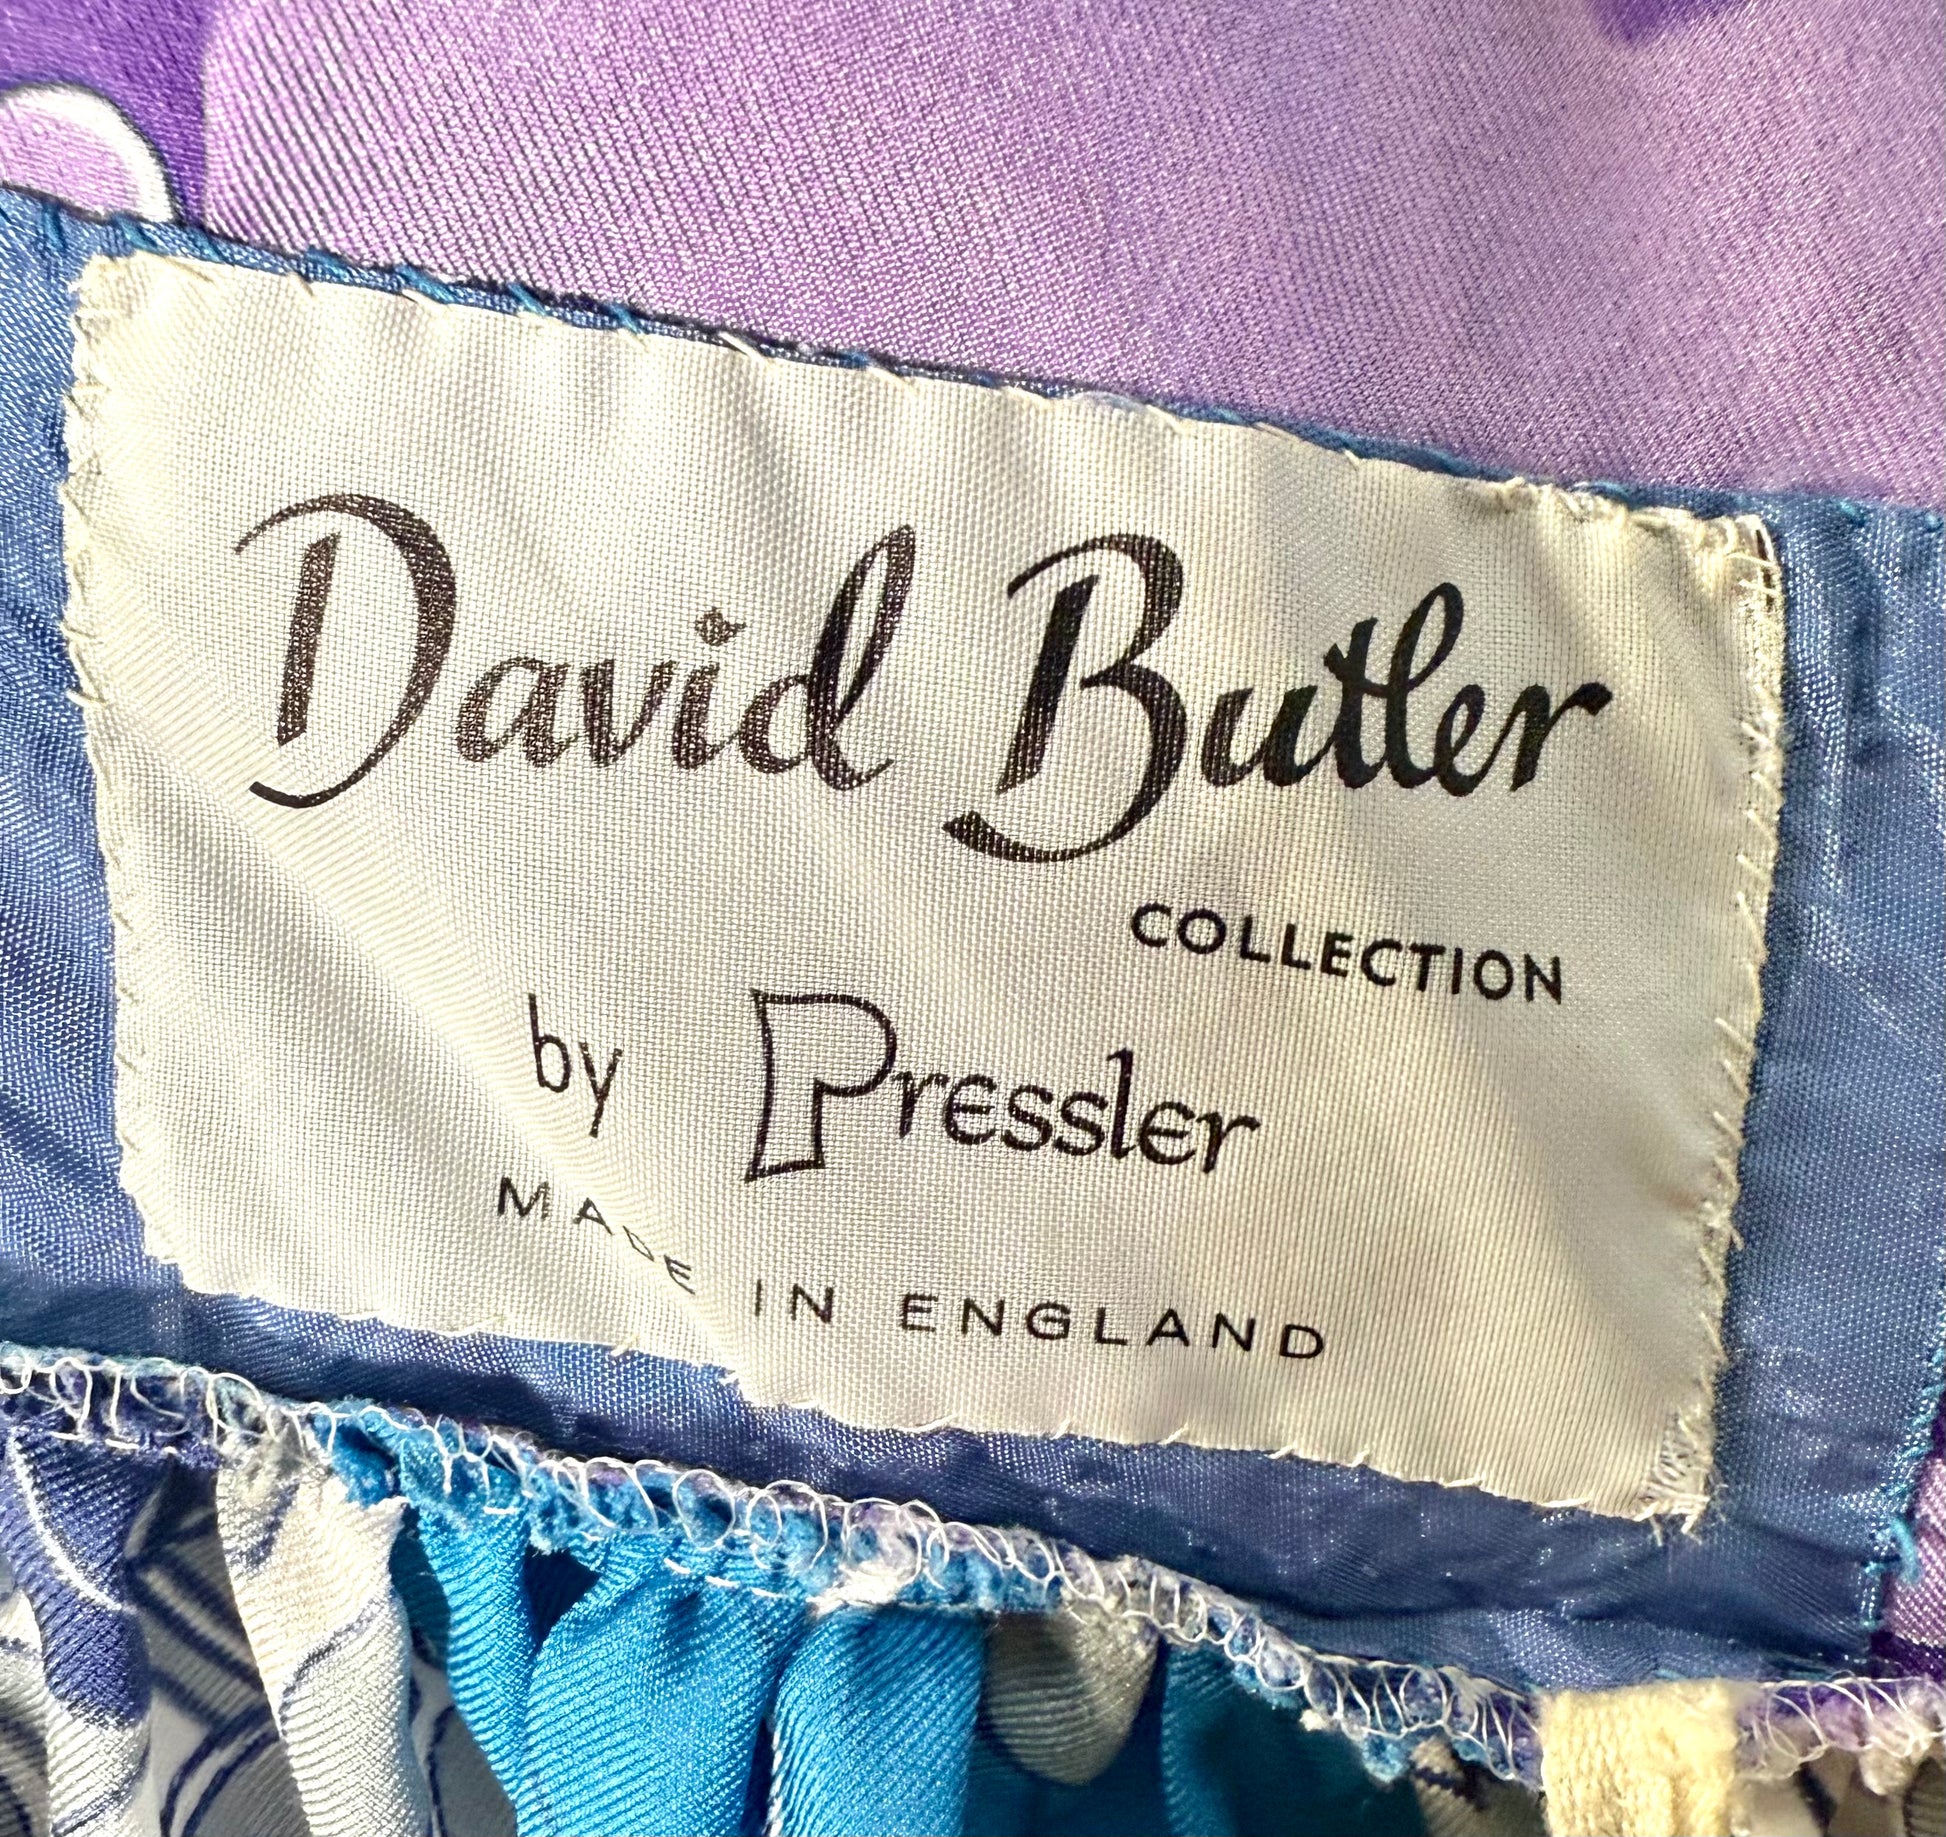 David Butler
COLLECTION
by Pressler
MADE IN ENGLAND